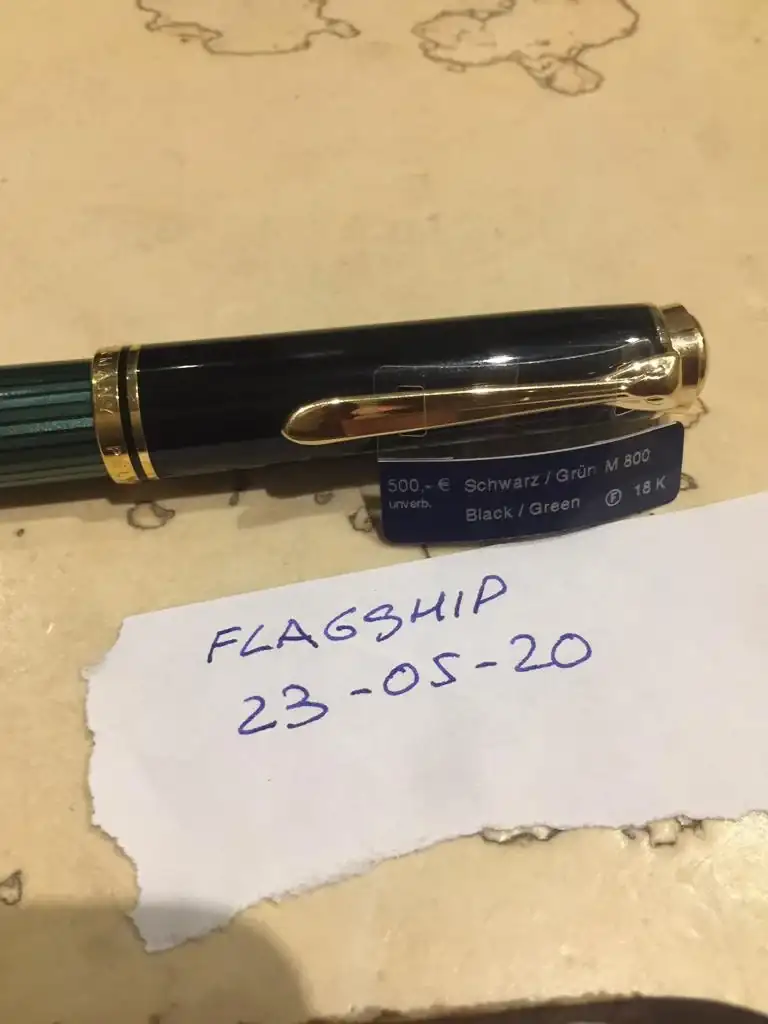 500,- € Schwarz / Grün M 800
unverb. Black / Green Ⓕ 18 K
FLAGSHIP
23-05-20